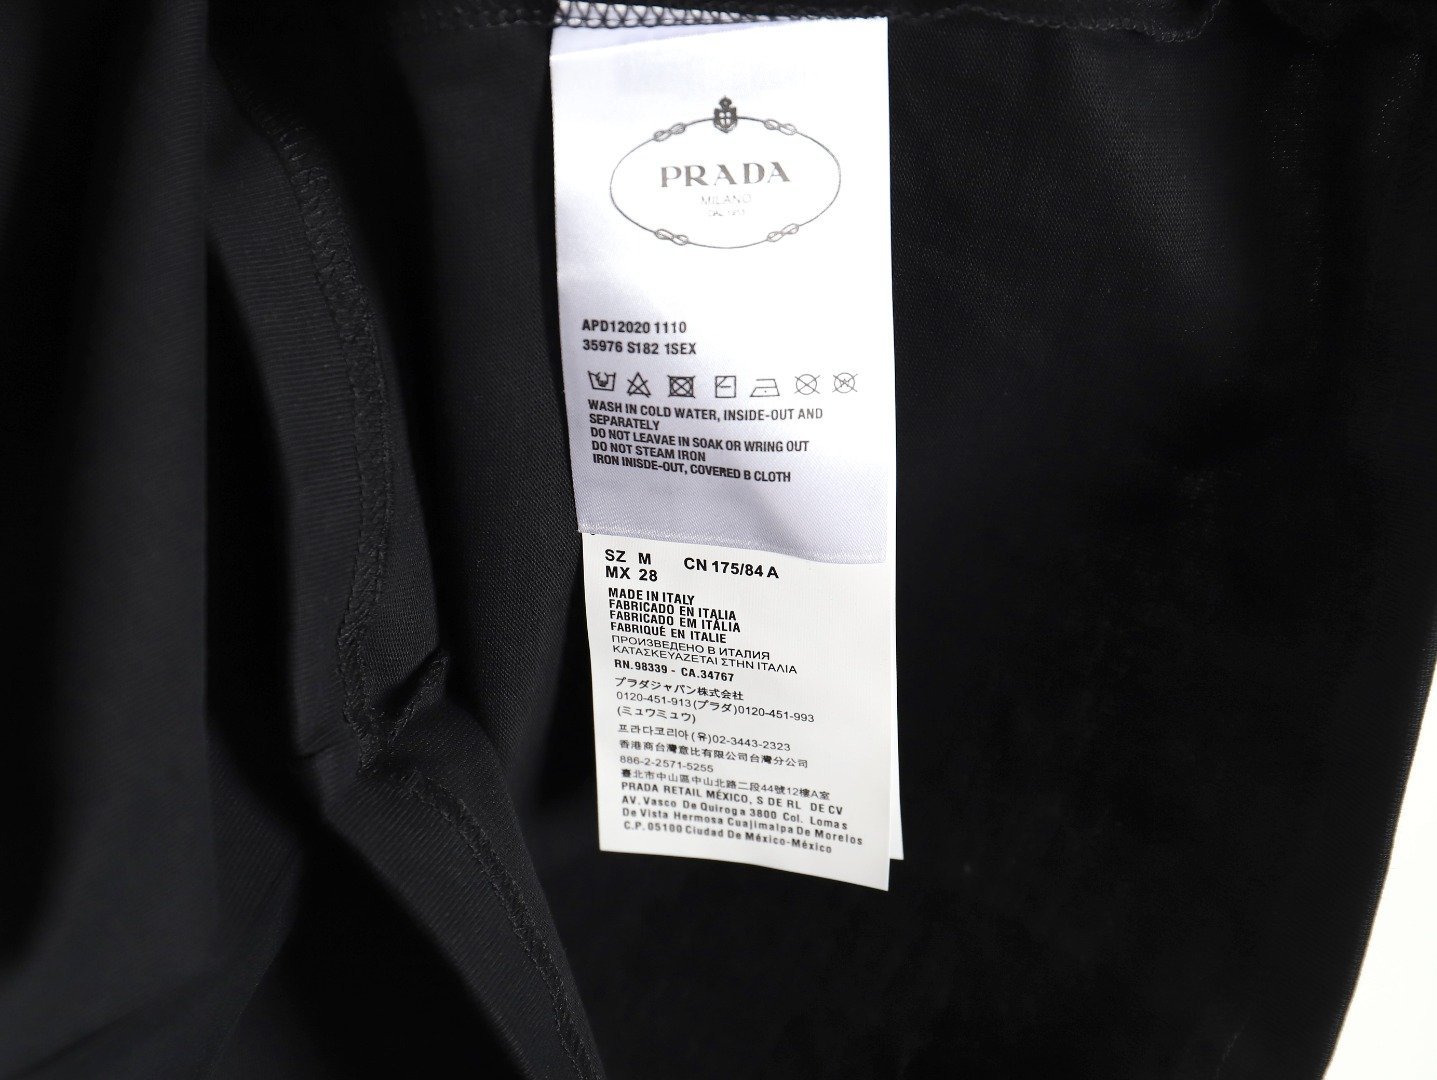 PRADA
MILANO
DAL 1913
APD12020 1110
35976 S182 1SEX
WASH IN COLD WATER, INSIDE-OUT AND
SEPARATELY
DO NOT LEAVAE IN SOAK OR WRING OUT
DO NOT STEAM IRON
IRON INISDE-OUT, COVERED B CLOTH
SZ M CN 175/84 A
MX 28
MADE IN ITALY
FABRICADO EN ITALIA
FABRICADO EM ITÁLIA
FABRIQUÉ EN ITALIE
ПРОИЗВЕДЕНО В ИТАЛИЯ
ΚΑΤΑΣΚΕΥΑΖΕΤΑΙ ΣΤΗΝ ΙΤΑΛΙΑ
RN.98339 - CA.34767
プラダジャパン株式会社
0120-451-913(プラダ)0120-451-993
(ミュウミュウ)
프라다코리아(유)02-3443-2323
香港商台灣意比有限公司台灣分公司
886-2-2571-5255
臺北市中山區中山北路二段44號12樓A室
PRADA RETAIL MÉXICO, S DE RL DE CV
AV. Vasco De Quiroga 3800 Col. Lomas
De Vista Hermosa Cuajimalpa De Morelos
C.P. 05100 Ciudad De México-México